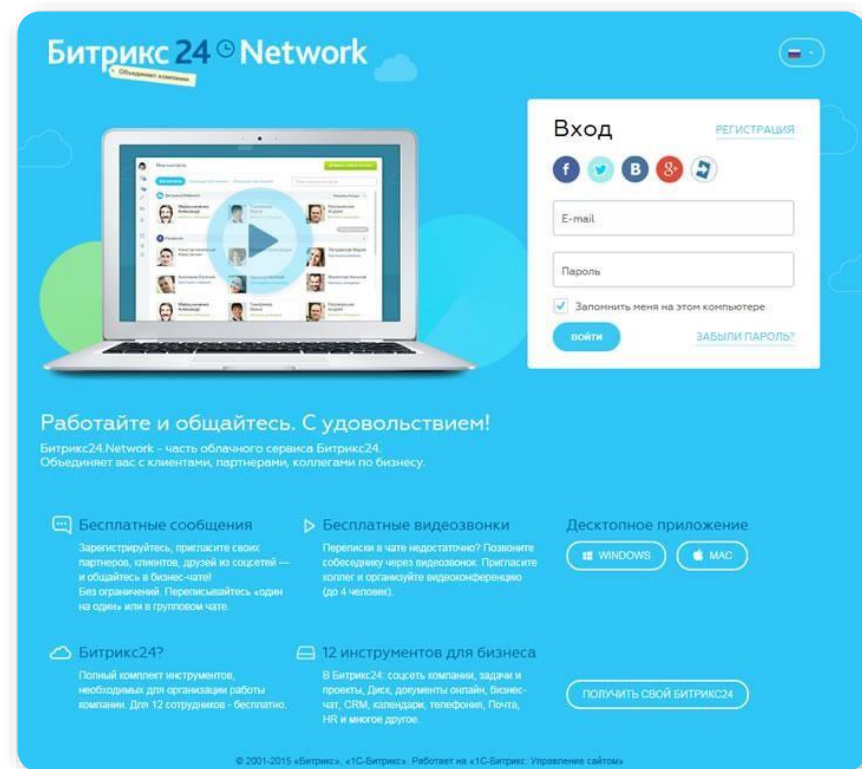 Битрикс 24 Network
Объединяет компании
Вход
РЕГИСТРАЦИЯ
E-mail
Пароль
Запомнить меня на этом компьютере
ВОЙТИ
ЗАБЫЛИ ПАРОЛЬ?
Мои контакты
Работайте и общайтесь. С удовольствием!
Битрикс24.Network - часть облачного сервиса Битрикс24.
Объединяет вас с клиентами, партнерами, коллегами по бизнесу.
Бесплатные сообщения
Зарегистрируйтесь, пригласите своих
партнеров, клиентов, друзей из соцсетей —
и общайтесь в бизнес-чате!
Без ограничений. Переписывайтесь «один
на один» или в групповом чате.
Бесплатные видеозвонки
Переписки в чате недостаточно? Позвоните
собеседнику через видеозвонок. Пригласите
коллег и организуйте видеоконференцию
(до 4 человек).
Десктопное приложение
WINDOWS
MAC
Битрикс24?
Полный комплект инструментов,
необходимых для организации работы
компании. Для 12 сотрудников - бесплатно.
12 инструментов для бизнеса
В Битрикс24: соцсеть компании, задачи и
проекты, Диск, документы онлайн, бизнес-
чат, CRM, календари, телефония, Почта,
HR и многое другое.
ПОЛУЧИТЬ СВОЙ БИТРИКС24
© 2001-2015 «Битрикс», «1С-Битрикс». Работает на «1С-Битрикс: Управление сайтом»